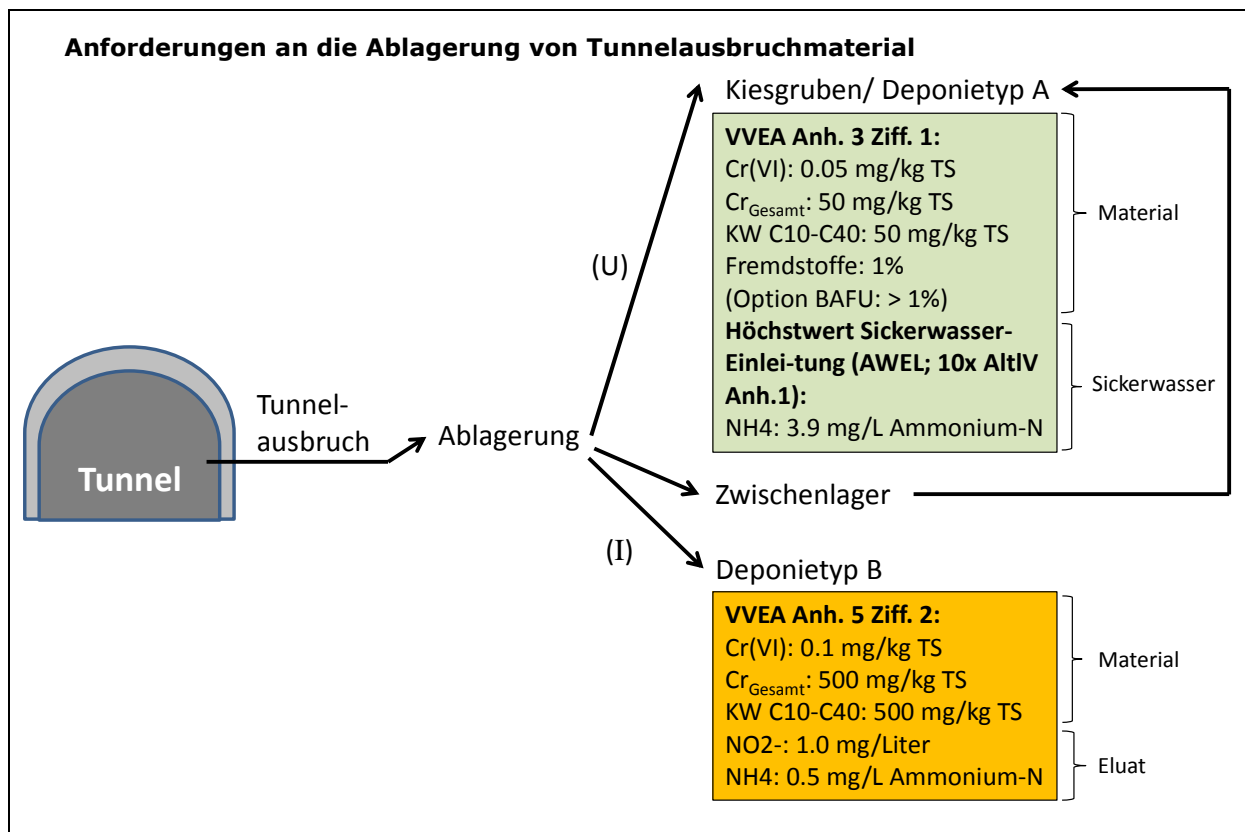 Anforderungen an die Ablagerung von Tunnelausbruchmaterial
Kiesgruben/ Deponietyp A
VVEA Anh. 3 Ziff. 1:
Cr(VI): 0.05 mg/kg TS
CrGesamt: 50 mg/kg TS
KW C10-C40: 50 mg/kg TS
Fremdstoffe: 1%
(Option BAFU: > 1%)
Höchstwert Sickerwasser-
Einlei-tung (AWEL; 10x AltlV
Anh.1):
NH4: 3.9 mg/L Ammonium-N
Material
Sickerwasser
(U)
Tunnel
Tunnel-
ausbruch
Ablagerung
Zwischenlager
(I)
Deponietyp B
VVEA Anh. 5 Ziff. 2:
Cr(VI): 0.1 mg/kg TS
CrGesamt: 500 mg/kg TS
KW C10-C40: 500 mg/kg TS
NO2-: 1.0 mg/Liter
NH4: 0.5 mg/L Ammonium-N
Material
Eluat